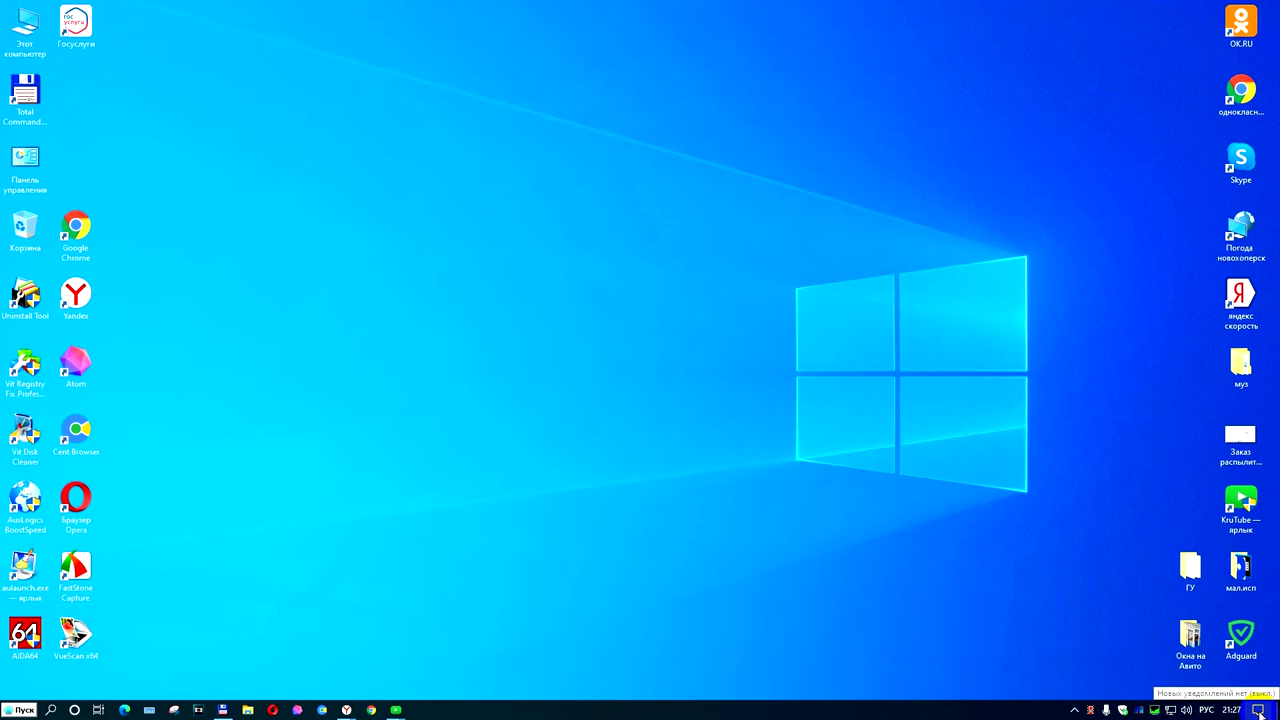 Этот
компьютер
гос
услуги
Госуслуги
Total
Command...
Панель
управления
Корзина
Google
Chrome
Uninstall Tool
Yandex
Vit Registry
Fix Profes...
Atom
Vit Disk
Cleaner
Cent Browser
AusLogics
BoostSpeed
Браузер
Opera
aulaunch.exe
— ярлык
FastStone
Capture
64
AIDA64
VueScan x64
OK.RU
однокласн...
S
Skype
Погода
новохоперск
Я
яндекс
скорость
муз
Заказ
распылит...
KruTube —
ярлык
ГУ
мал.исп
Окна на
Авито
Adguard
Новых уведомлений нет (выкл.)
Пуск
РУС
21:27